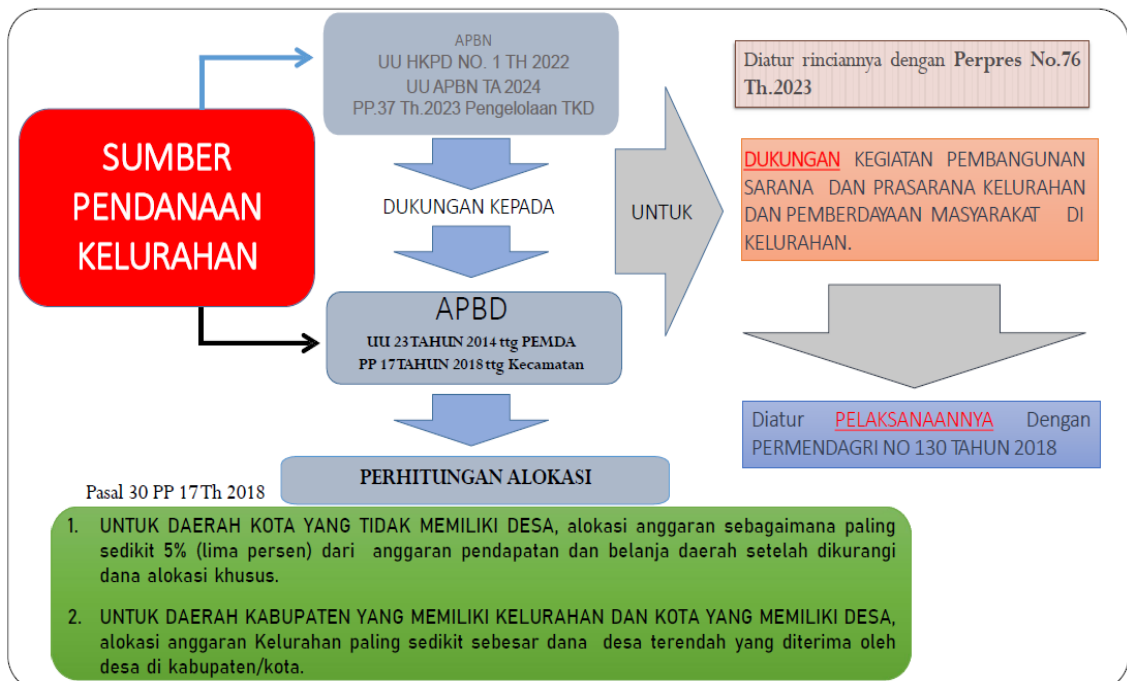 SUMBER
PENDANAAN
KELURAHAN
APBN
UU HKPD NO. 1 TH 2022
UU APBN TA 2024
PP.37 Th.2023 Pengelolaan TKD
DUKUNGAN KEPADA
APBD
UU 23 TAHUN 2014 ttg PEMDA
PP 17 TAHUN 2018 ttg Kecamatan
UNTUK
Diatur rinciannya dengan Perpres No.76
Th.2023
DUKUNGAN KEGIATAN PEMBANGUNAN
SARANA DAN PRASARANA KELURAHAN
DAN PEMBERDAYAAN MASYARAKAT DI
KELURAHAN.
Diatur PELAKSANAANNYA Dengan
PERMENDAGRI NO 130 TAHUN 2018
PERHITUNGAN ALOKASI
Pasal 30 PP 17 Th 2018
1. UNTUK DAERAH KOTA YANG TIDAK MEMILIKI DESA, alokasi anggaran sebagaimana paling
sedikit 5% (lima persen) dari anggaran pendapatan dan belanja daerah setelah dikurangi
dana alokasi khusus.
2. UNTUK DAERAH KABUPATEN YANG MEMILIKI KELURAHAN DAN KOTA YANG MEMILIKI DESA,
alokasi anggaran Kelurahan paling sedikit sebesar dana desa terendah yang diterima oleh
desa di kabupaten/kota.